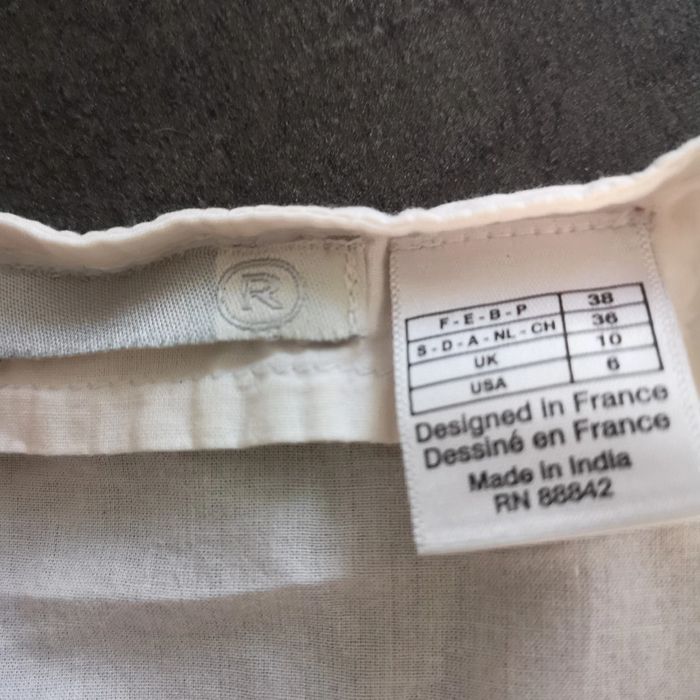 R
F - E - B - P 38
S - D - A - NL - CH 36
UK 10
USA 6
Designed in France
Dessiné en France
Made in India
RN 88842